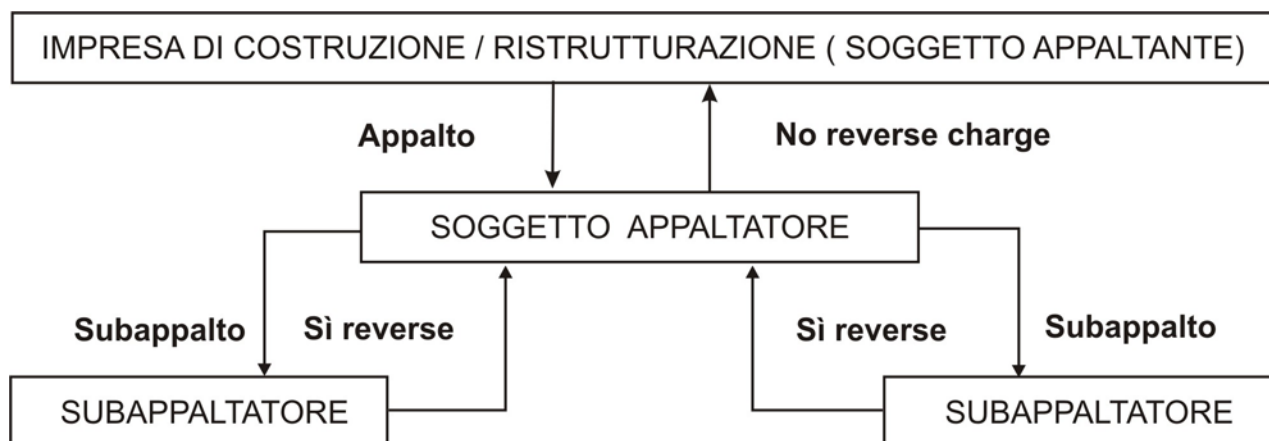 IMPRESA DI COSTRUZIONE / RISTRUTTURAZIONE ( SOGGETTO APPALTANTE)
Appalto
No reverse charge
SOGGETTO APPALTATORE
Subappalto
Sì reverse
Sì reverse
Subappalto
SUBAPPALTATORE
SUBAPPALTATORE